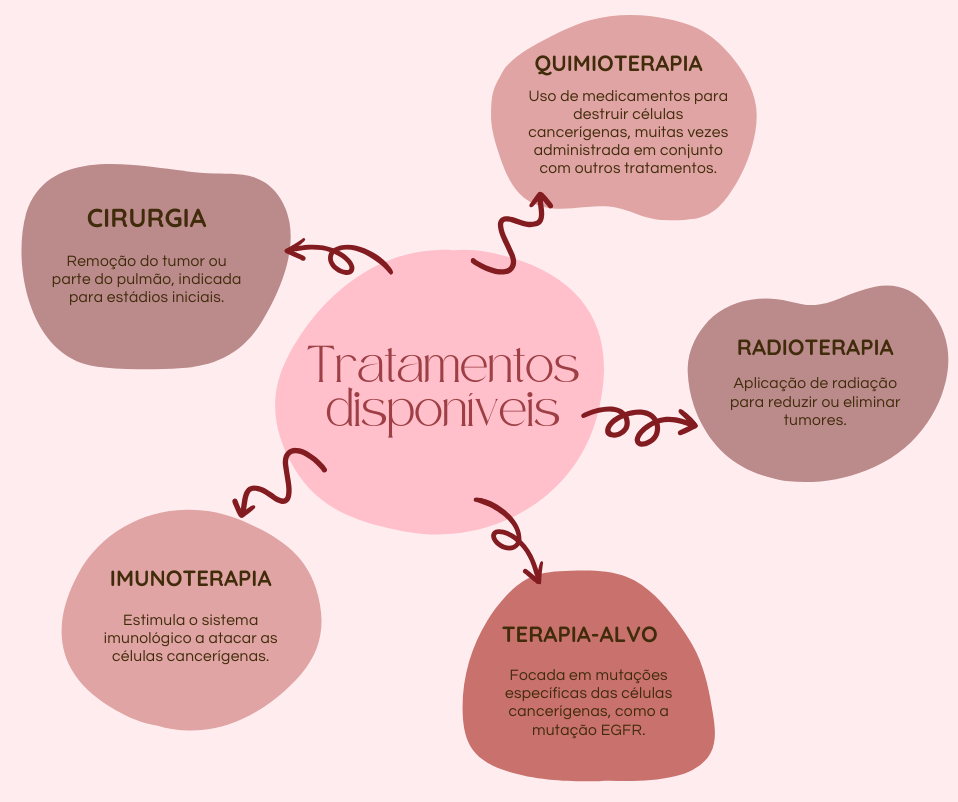 QUIMIOTERAPIA
Uso de medicamentos para
destruir células
cancerígenas, muitas vezes
administrada em conjunto
com outros tratamentos.
CIRURGIA
Remoção do tumor ou
parte do pulmão, indicada
para estádios iniciais.
Tratamentos
disponíveis
RADIOTERAPIA
Aplicação de radiação
para reduzir ou eliminar
tumores.
IMUNOTERAPIA
Estimula o sistema
imunológico a atacar as
células cancerígenas.
TERAPIA-ALVO
Focada em mutações
específicas das células
cancerígenas, como a
mutação EGFR.